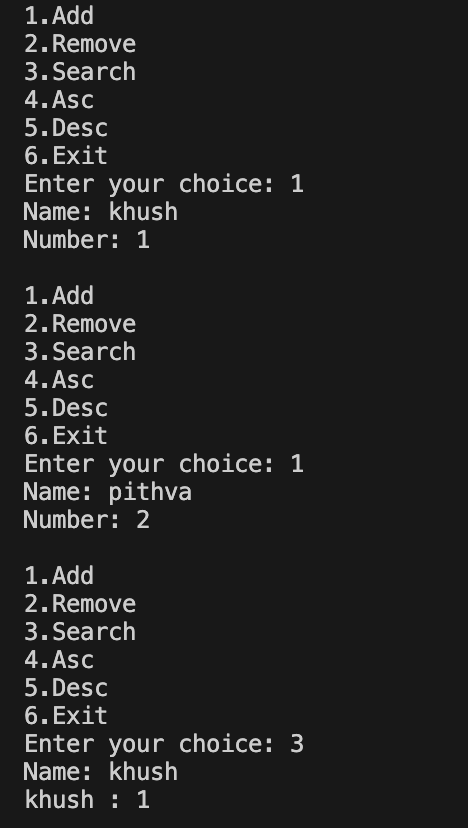 1.Add
2.Remove
3.Search
4.Asc
5.Desc
6.Exit
Enter your choice: 1
Name: khush
Number: 1
1.Add
2.Remove
3.Search
4.Asc
5.Desc
6.Exit
Enter your choice: 1
Name: pithva
Number: 2
1.Add
2.Remove
3.Search
4.Asc
5.Desc
6.Exit
Enter your choice: 3
Name: khush
khush : 1